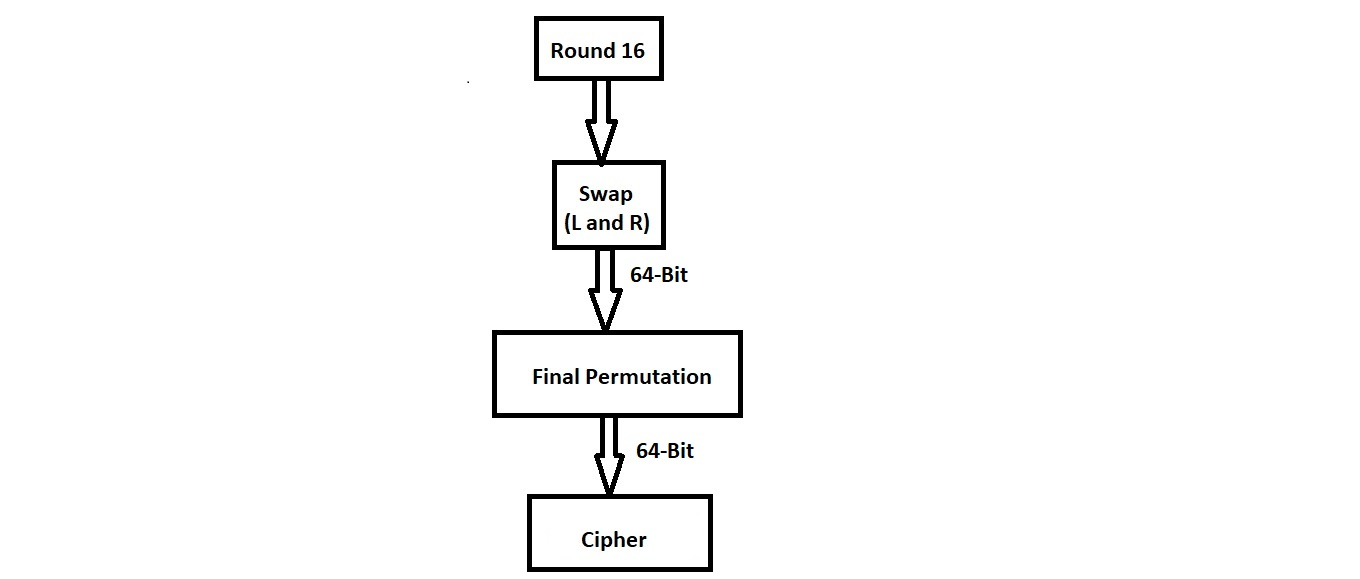 Round 16
Swap
(L and R)
64-Bit
Final Permutation
64-Bit
Cipher